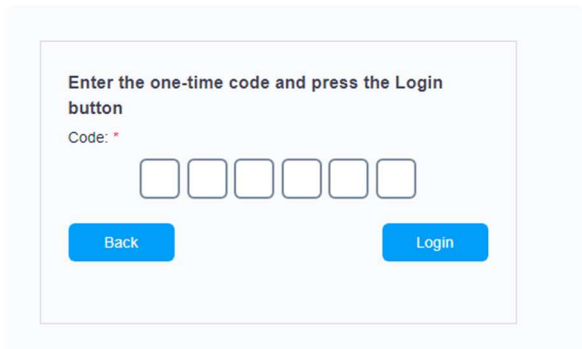 Enter the one-time code and press the Login
button
Code: *
Back
Login